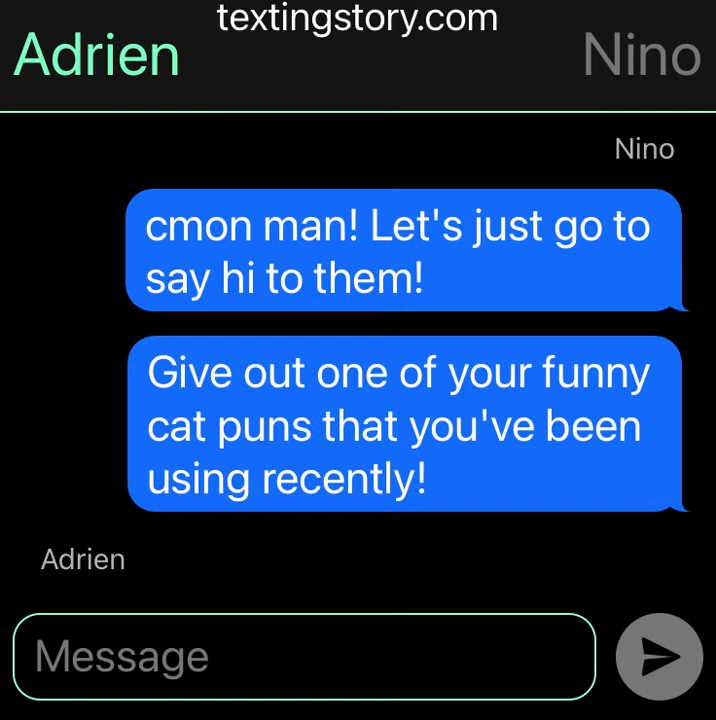 textingstory.com
Adrien
Nino
Nino
cmon man! Let's just go to
say hi to them!
Give out one of your funny
cat puns that you've been
using recently!
Adrien
Message